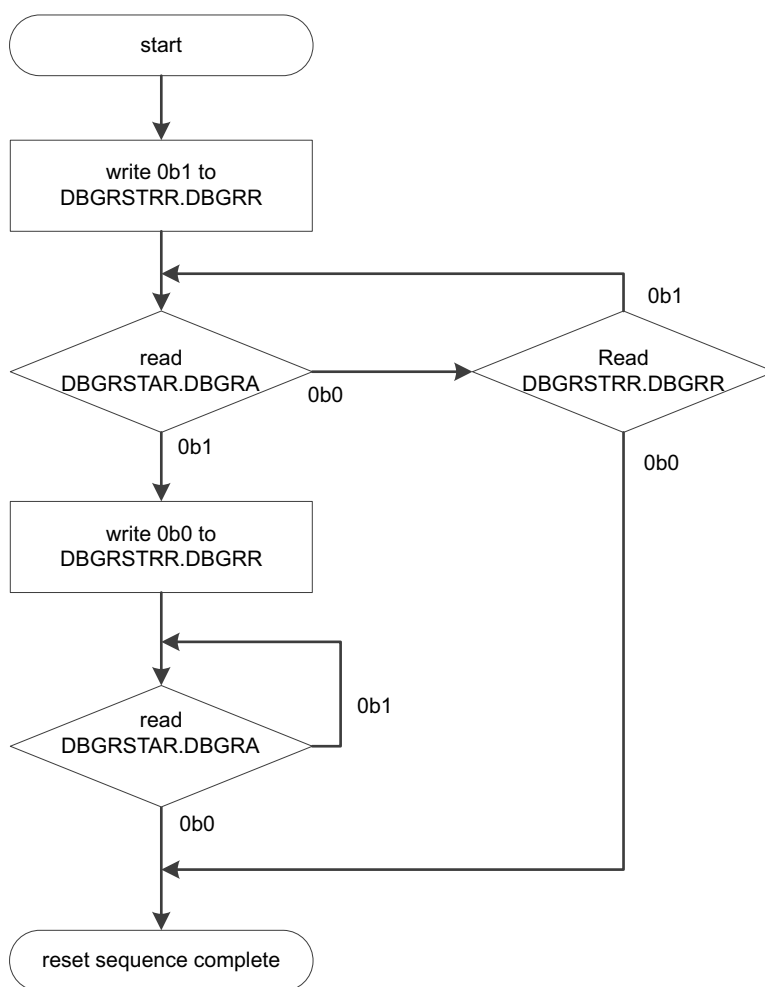 start
write 0b1 to
DBGRSTRR.DBGRR
0b1
read
DBGRSTAR.DBGRA
0b0
Read
DBGRSTRR.DBGRR
0b1
0b0
write 0b0 to
DBGRSTRR.DBGRR
read
DBGRSTAR.DBGRA
0b1
0b0
reset sequence complete